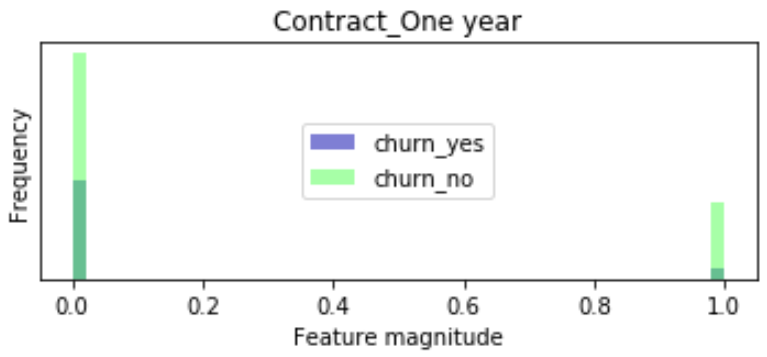 Contract_One year
Frequency
churn_yes
churn_no
0.0 0.2 0.4 0.6 0.8 1.0
Feature magnitude